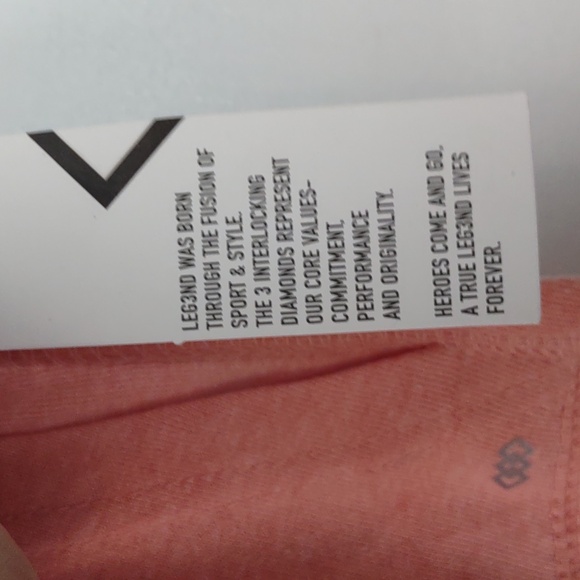 LEG3ND WAS BORN
THROUGH THE FUSION OF
SPORT & STYLE.
THE 3 INTERLOCKING
DIAMONDS REPRESENT
OUR CORE VALUES-
COMMITMENT,
PERFORMANCE
AND ORIGINALITY.
HEROES COME AND GO.
A TRUE LEG3ND LIVES
FOREVER.